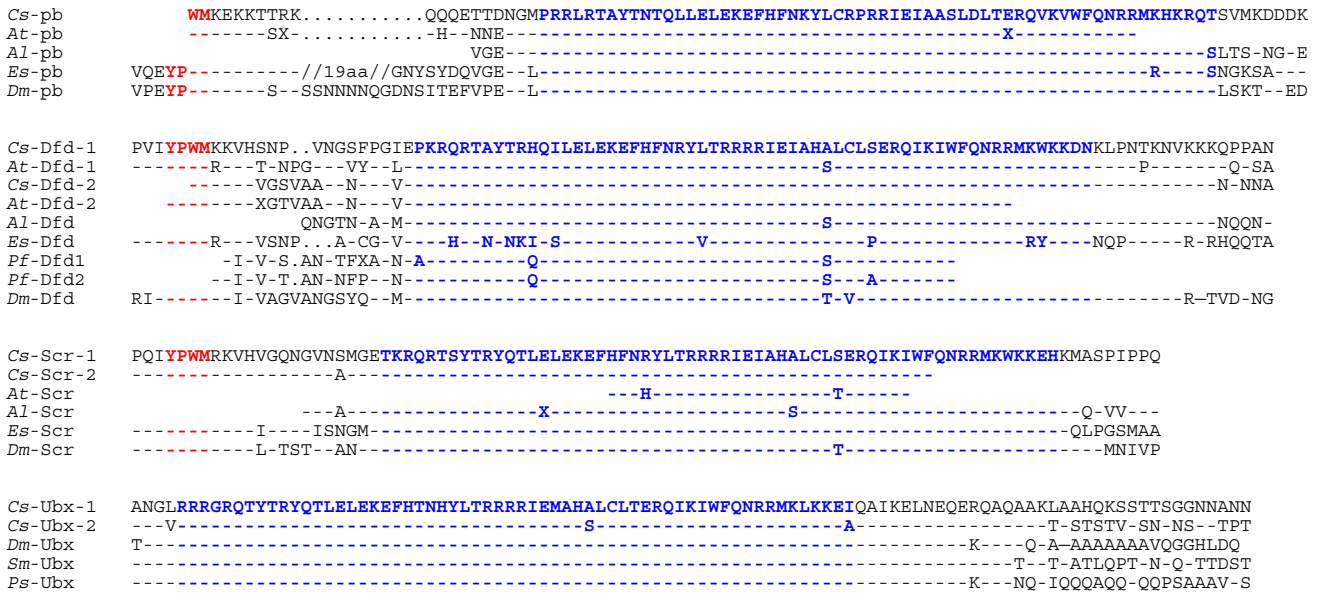 Cs-pb WMKEKKTTRK...........QQQETTDNGMPRRLRTAYTNTQLLELEKEFHFNKYLCRPRRIEIAASLDLTERQVKVWFQNRRMKHKRQTSVMKDDDK
At-pb -------SX-...........-H--NNE--------------------------------------------X-----------
Al-pb VGE--------------------------------------------------------------SLTS-NG-E
Es-pb VQEYP----------//19aa//GNYSYDQVGE--L------------------------------------------------------R----SNGKSA---
Dm-pb VPEYP-------S--SSNNNNQGDNSITEFVPE--L------------------------------------------------------------LSKT--ED
Cs-Dfd-1 PVIYPWMKKVHSNP..VNGSFPGIEPKRQRTAYTRHQILELEKEFHFNRYLTRRRRIEIAHALCLSERQIKIWFQNRRMKWKKDNKLPNTKNVKKKQPPAN
At-Dfd-1 -------R---T-NPG---VY--L-------------------------------------S---------------------------P-------Q-SA
Cs-Dfd-2 ------VGSVAA--N---V------------------------------------------------------------------------N-NNA
At-Dfd-2 --------XGTVAA--N---V------------------------------------------------------
Al-Dfd QNGTN-A-M-------------------------------------S----------------------------------NQQN-
Es-Dfd -------R---VSNP...A-CG-V----H--N-NKI-S------------V--------------P-------------RY----NQP-----R-RHQQTA
Pf-Dfd1 -I-V-S.AN-TFXA-NA---------Q-------------------------S-----------
Pf-Dfd2 --I-V-T.AN-NFP--N-----------Q-------------------------S---A-------
Dm-Dfd RI-------I-VAGVANGSYQ--M-------------------------------------T-V-----------------------------R—TVD-NG
Cs-Scr-1 PQIYPWMRKVHVGQNGVNSMGETKRQRTSYTRYQTLELEKEFHFNRYLTRRRRIEIAHALCLSERQIKIWFQNRRMKWKKEHKMASPIPPQ
Cs-Scr-2 ------------------A----------------------------------------------------
At-Scr ---H----------------T------
Al-Scr ---A-----------------X---------------------S-------------------------Q-VV---
Es-Scr -----------I----ISNGM--------------------------------------------------------------QLPGSMAA
Dm-Scr -----------L-TST--AN------------------------------------------T-----------------------MNIVP
Cs-Ubx-1 ANGLRRRGRQTYTRYQTLELEKEFHTNHYLTRRRRIEMAHALCLTERQIKIWFQNRRMKLKKEIQAIKELNEQERQAQAAKLAAHQKSSTTSGGNNANN
Cs-Ubx-2 ---V------------------------------------S----------------------A-----------------T-STSTV-SN-NS--TPT
Dm-Ubx T-------------------------------------------------------------------------R----Q-A—AAAAAAAVQGGHLDQ
Sm-Ubx ------------------------------------------------------------------------------T--T-ATLQPT-N-Q-TTDST
Ps-Ubx --------------------------------------------------------------------------K---NQ-IQQQAQQ-QQPSAAAV-S